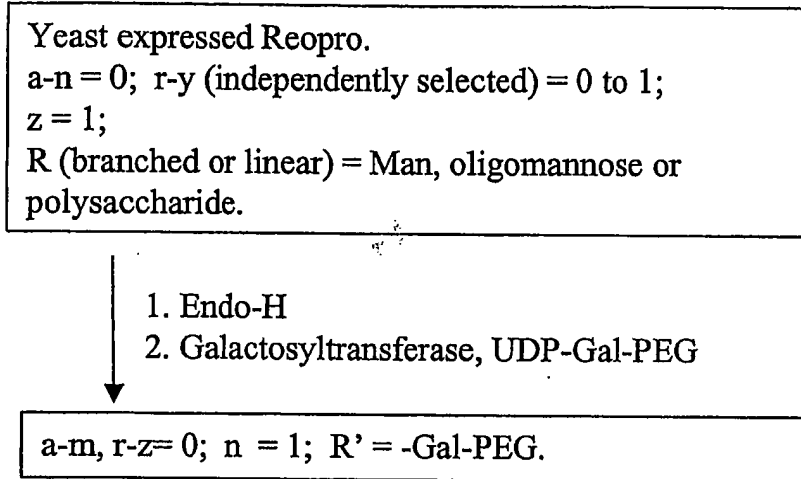 Yeast expressed Reopro.
a-n = 0; r-y (independently selected) = 0 to 1;
z = 1;
R (branched or linear) = Man, oligomannose or
polysaccharide.
1. Endo-H
2. Galactosyltransferase, UDP-Gal-PEG
a-m, r-z= 0; n = 1; R’ = -Gal-PEG.